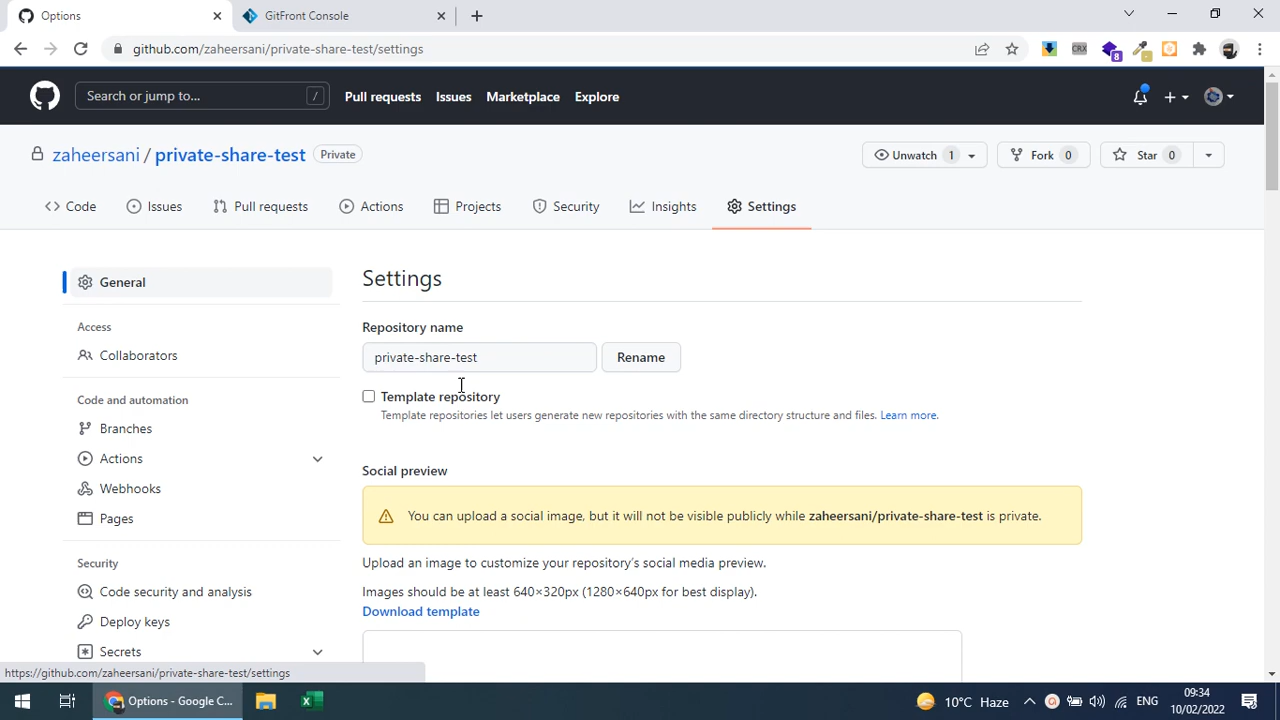 Options
GitFront Console
github.com/zaheersani/private-share-test/settings
CRX
8
Search or jump to...
/
Pull requests
Issues
Marketplace
Explore
zaheersani / private-share-test
Private
Unwatch 1
Fork 0
Star 0
Code
Issues
Pull requests
Actions
Projects
Security
Insights
Settings
General
Access
Collaborators
Code and automation
Branches
Actions
Webhooks
Pages
Security
Code security and analysis
Deploy keys
Secrets
Settings
Repository name
private-share-test
Rename
Template repository
Template repositories let users generate new repositories with the same directory structure and files. Learn more.
Social preview
You can upload a social image, but it will not be visible publicly while zaheersani/private-share-test is private.
Upload an image to customize your repository's social media preview.
Images should be at least 640×320px (1280×640px for best display).
Download template
https://github.com/zaheersani/private-share-test/settings
Options - Google C...
10°C Haze
ENG
09:34
10/02/2022